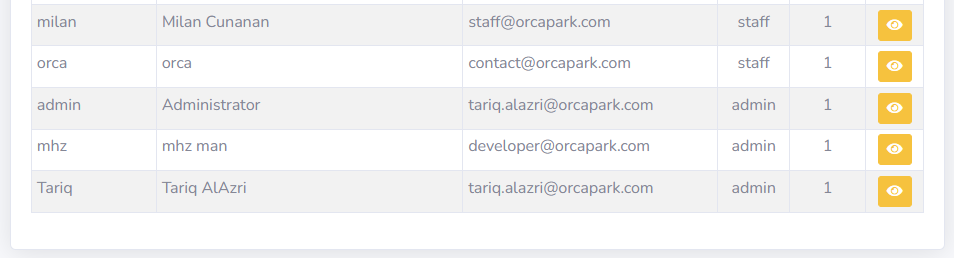 milan Milan Cunanan staff@orcapark.com staff 1
orca orca contact@orcapark.com staff 1
admin Administrator tariq.alazri@orcapark.com admin 1
mhz mhz man developer@orcapark.com admin 1
Tariq Tariq AlAzri tariq.alazri@orcapark.com admin 1